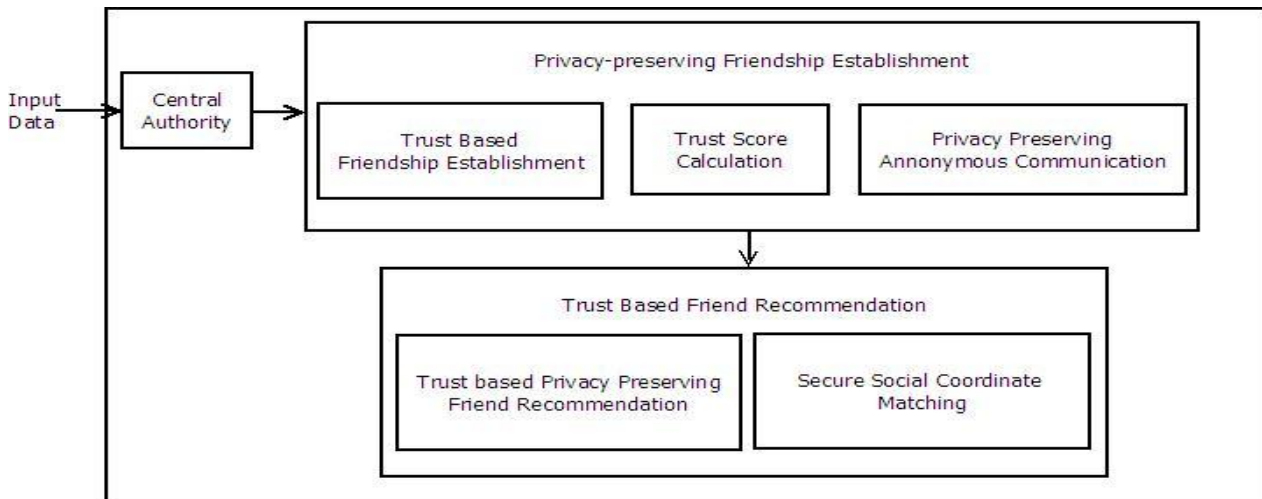 Input
Data
Central
Authority
Privacy-preserving Friendship Establishment
Trust Based
Friendship Establishment
Trust Score
Calculation
Privacy Preserving
Annonymous Communication
Trust Based Friend Recommendation
Trust based Privacy Preserving
Friend Recommendation
Secure Social Coordinate
Matching